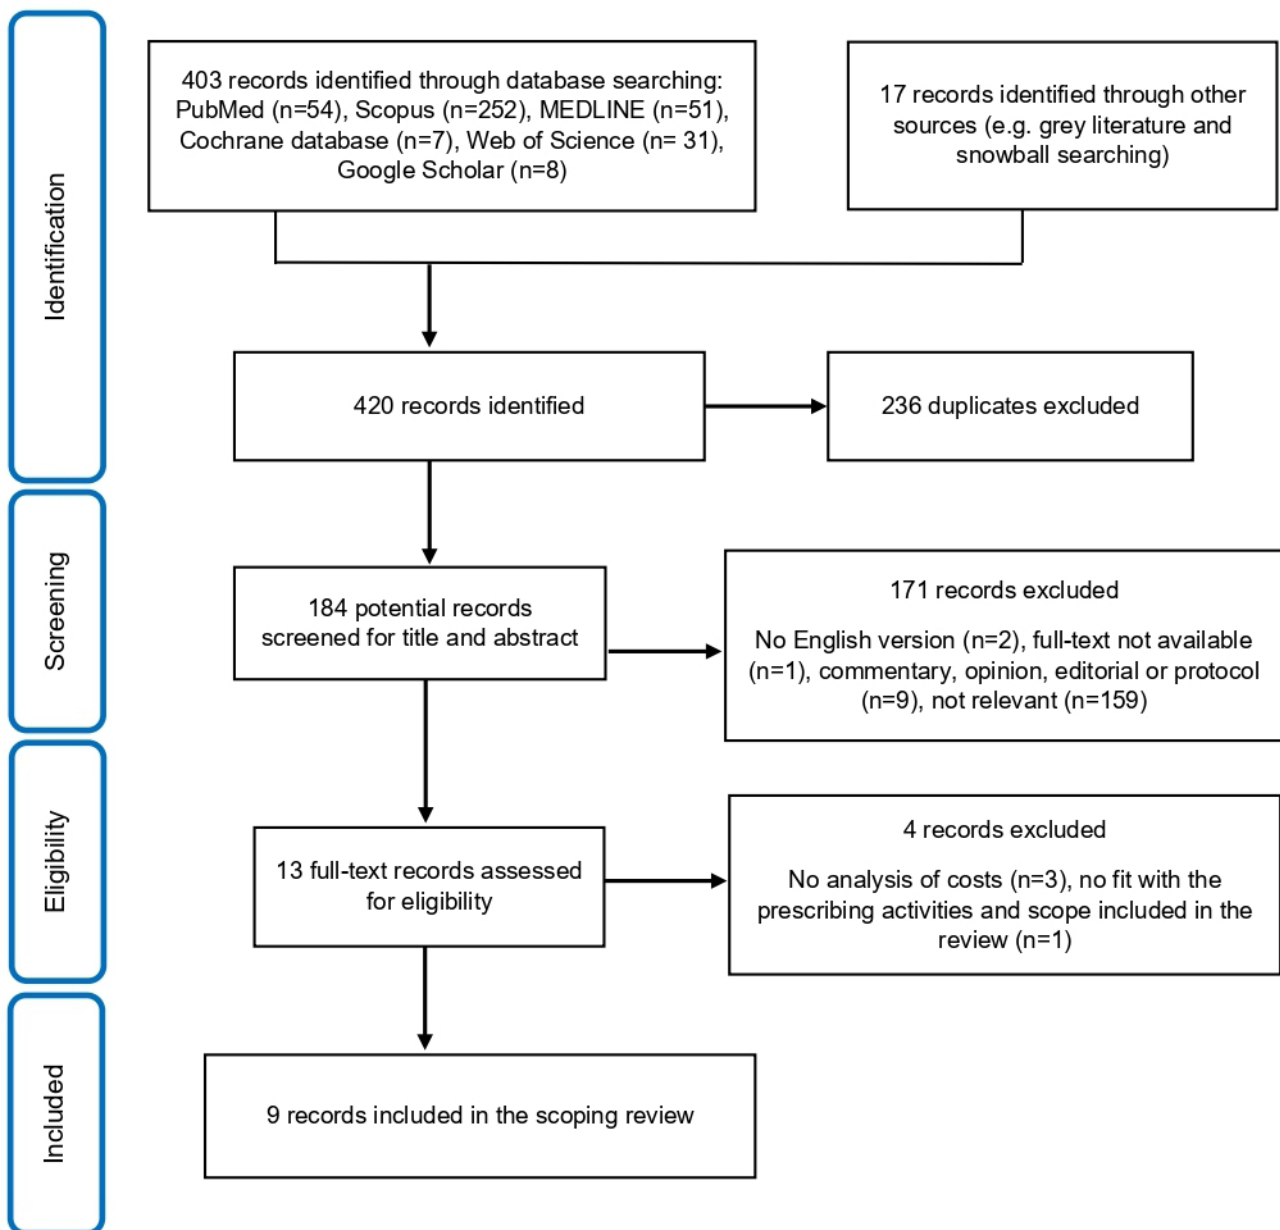 Identification
403 records identified through database searching:
PubMed (n=54), Scopus (n=252), MEDLINE (n=51),
Cochrane database (n=7), Web of Science (n= 31),
Google Scholar (n=8)
17 records identified through other
sources (e.g. grey literature and
snowball searching)
420 records identified
236 duplicates excluded
Screening
184 potential records
screened for title and abstract
171 records excluded
No English version (n=2), full-text not available
(n=1), commentary, opinion, editorial or protocol
(n=9), not relevant (n=159)
Eligibility
13 full-text records assessed
for eligibility
4 records excluded
No analysis of costs (n=3), no fit with the
prescribing activities and scope included in the
review (n=1)
Included
9 records included in the scoping review